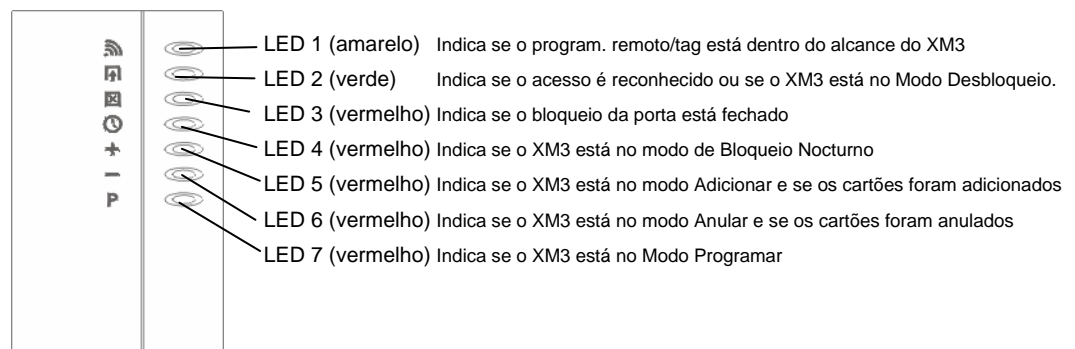 LED 1 (amarelo) Indica se o program. remoto/tag está dentro do alcance do XM3
LED 2 (verde) Indica se o acesso é reconhecido ou se o XM3 está no Modo Desbloqueio.
LED 3 (vermelho) Indica se o bloqueio da porta está fechado
LED 4 (vermelho) Indica se o XM3 está no modo de Bloqueio Nocturno
LED 5 (vermelho) Indica se o XM3 está no modo Adicionar e se os cartões foram adicionados
LED 6 (vermelho) Indica se o XM3 está no modo Anular e se os cartões foram anulados
P
LED 7 (vermelho) Indica se o XM3 está no Modo Programar